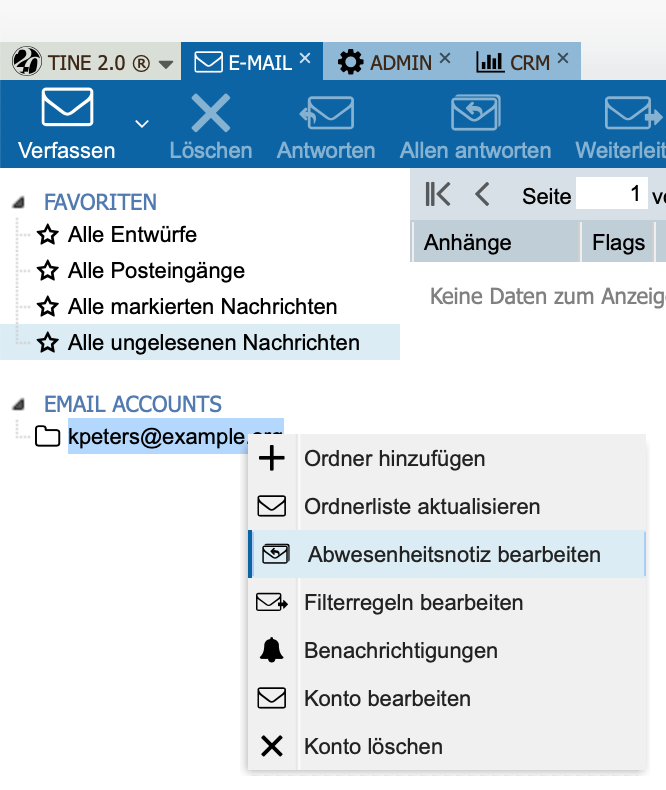 TINE 2.0 ® E-MAIL ADMIN CRM
Verfassen Löschen Antworten Allen antworten Weiterleit
FAVORITEN
Seite 1
Alle Entwürfe
Anhänge Flags
Alle Posteingänge
Keine Daten zum Anzeig
Alle markierten Nachrichten
Alle ungelesenen Nachrichten
EMAIL ACCOUNTS
kpeters@example.org
Ordner hinzufügen
Ordnerliste aktualisieren
Abwesenheitsnotiz bearbeiten
Filterregeln bearbeiten
Benachrichtigungen
Konto bearbeiten
Konto löschen